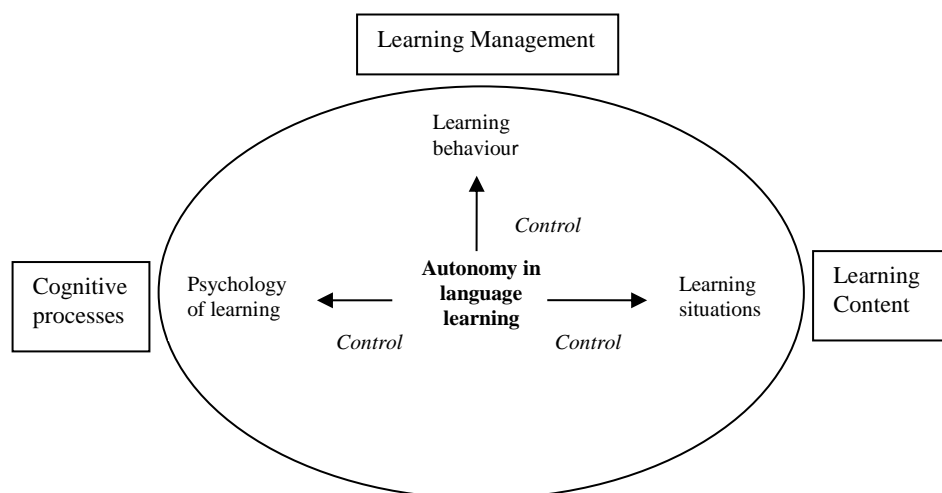 Learning Management
Learning
behaviour
Control
Cognitive
processes
Psychology
of learning
Autonomy in
language
learning
Learning
situations
Learning
Content
Control
Control